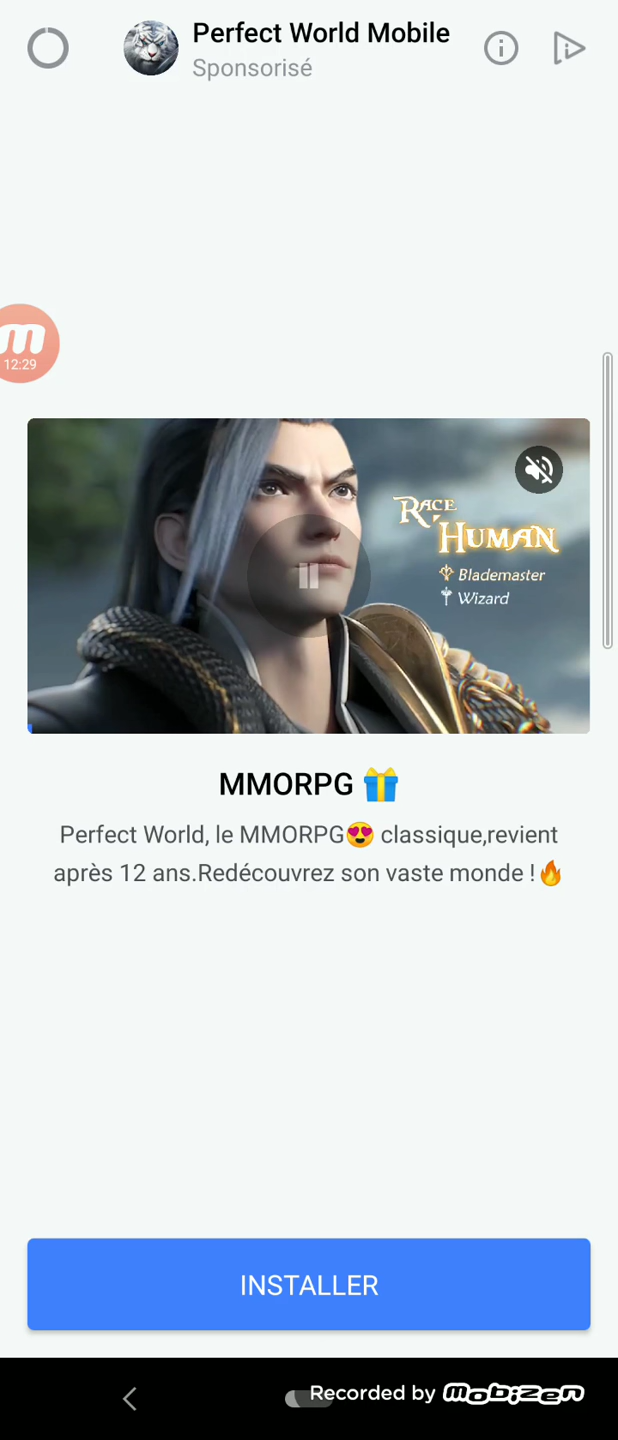 Perfect World Mobile
Sponsorisé
m
12:29
RACE
HUMAN
Blademaster
Wizard
MMORPG 🎁
Perfect World, le MMORPG😍 classique,revient
après 12 ans.Redécouvrez son vaste monde !🔥
INSTALLER
Recorded by mobizen